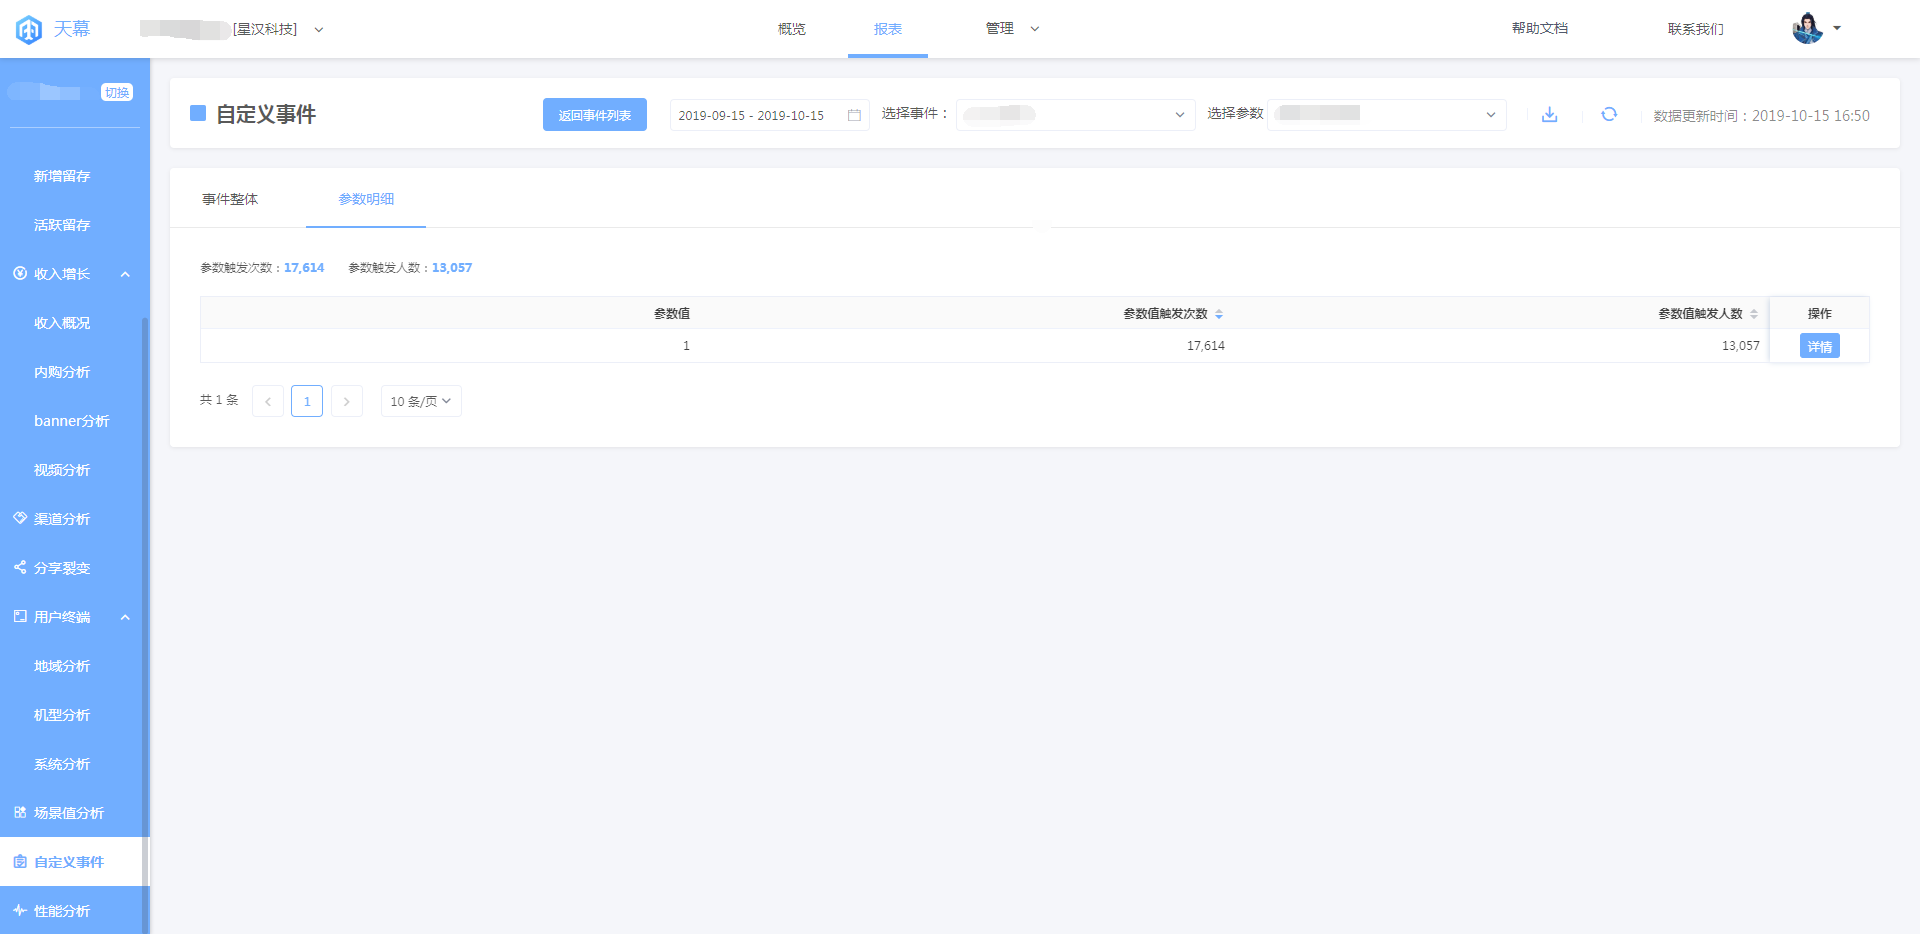 天幕
[星汉科技]
概览
报表
管理
帮助文档
联系我们
切换
新增留存
活跃留存
收入增长
收入概况
内购分析
banner分析
视频分析
渠道分析
分享裂变
用户终端
地域分析
机型分析
系统分析
场景值分析
自定义事件
性能分析
自定义事件
返回事件列表
2019-09-15 - 2019-10-15
选择事件：
选择参数
数据更新时间：2019-10-15 16:50
事件整体
参数明细
参数触发次数：17,614
参数触发人数：13,057
参数值
参数值触发次数
参数值触发人数
操作
1
17,614
13,057
详情
共 1 条
1
10 条/页